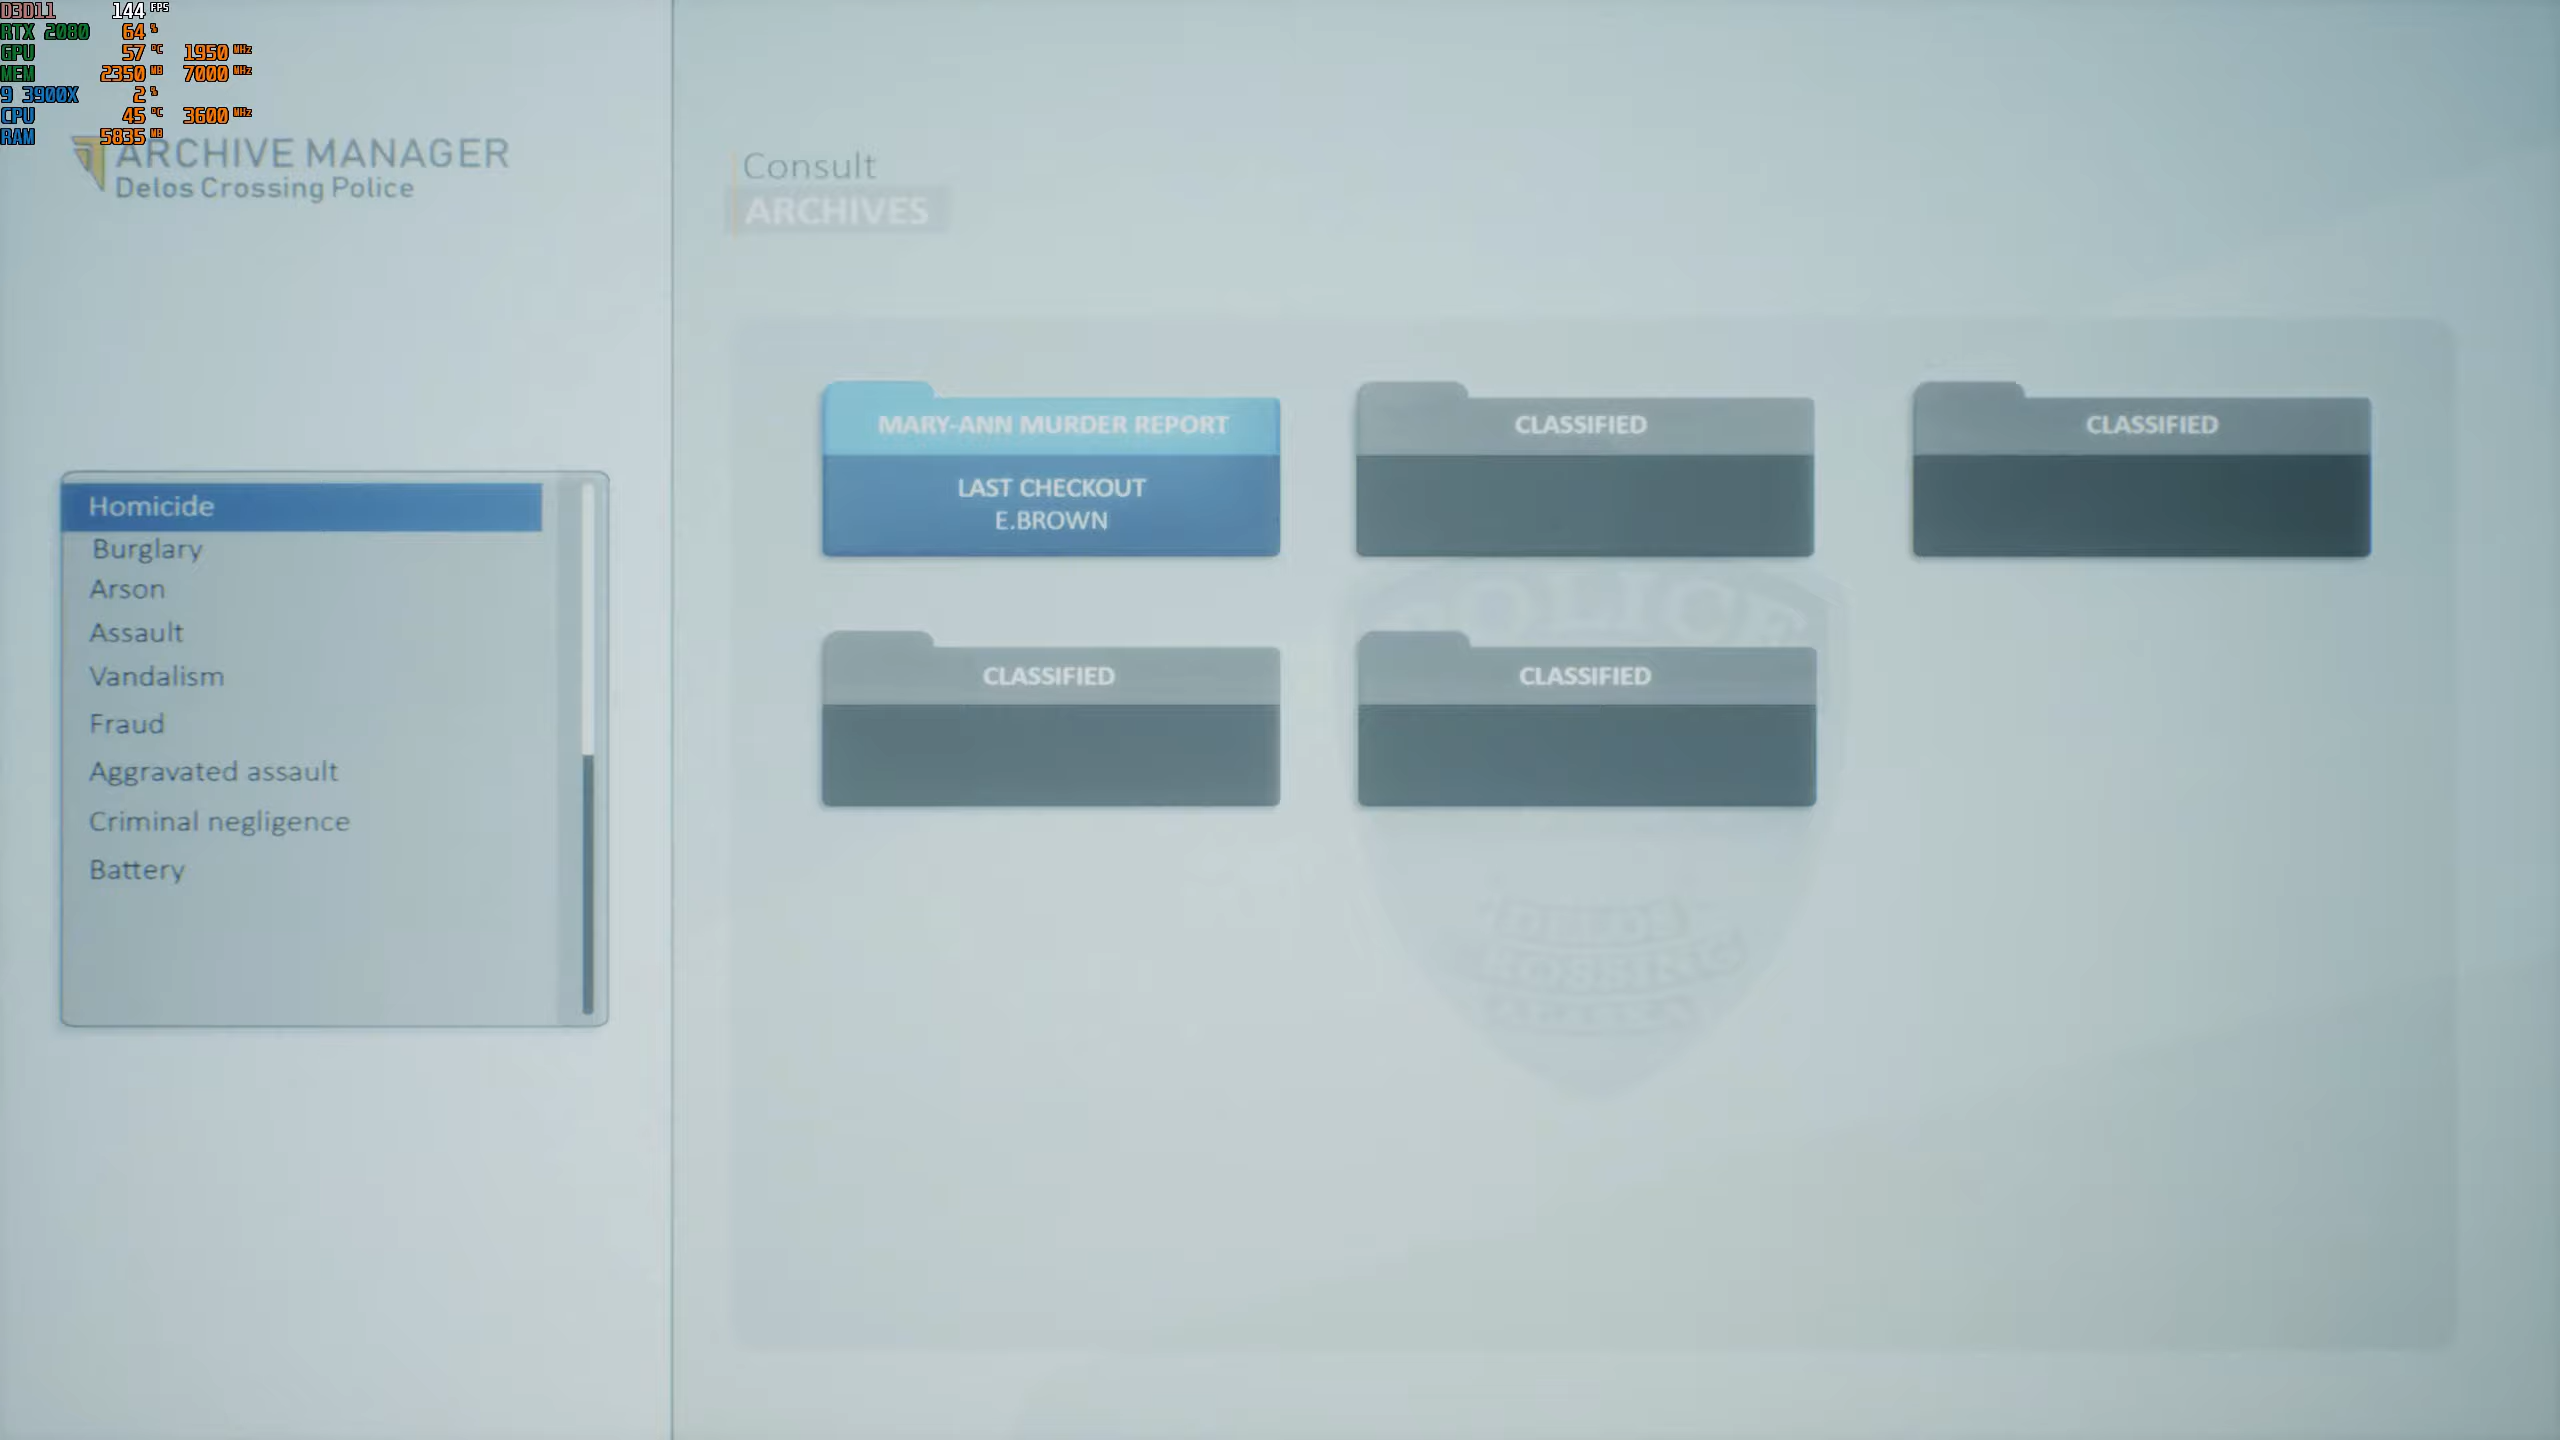 D3D11 144 FPS
RTX 2080 64 %
GPU 57 °C 1950 MHz
MEM 2350 MB 7000 MHz
9 3900X 2 %
CPU 45 °C 3600 MHz
RAM 5835 MB
ARCHIVE MANAGER
Delos Crossing Police
Consult
ARCHIVES
Homicide
Burglary
Arson
Assault
Vandalism
Fraud
Aggravated assault
Criminal negligence
Battery
MARY-ANN MURDER REPORT
LAST CHECKOUT
E.BROWN
CLASSIFIED
CLASSIFIED
CLASSIFIED
CLASSIFIED
POLICE
DELOS
CROSSING